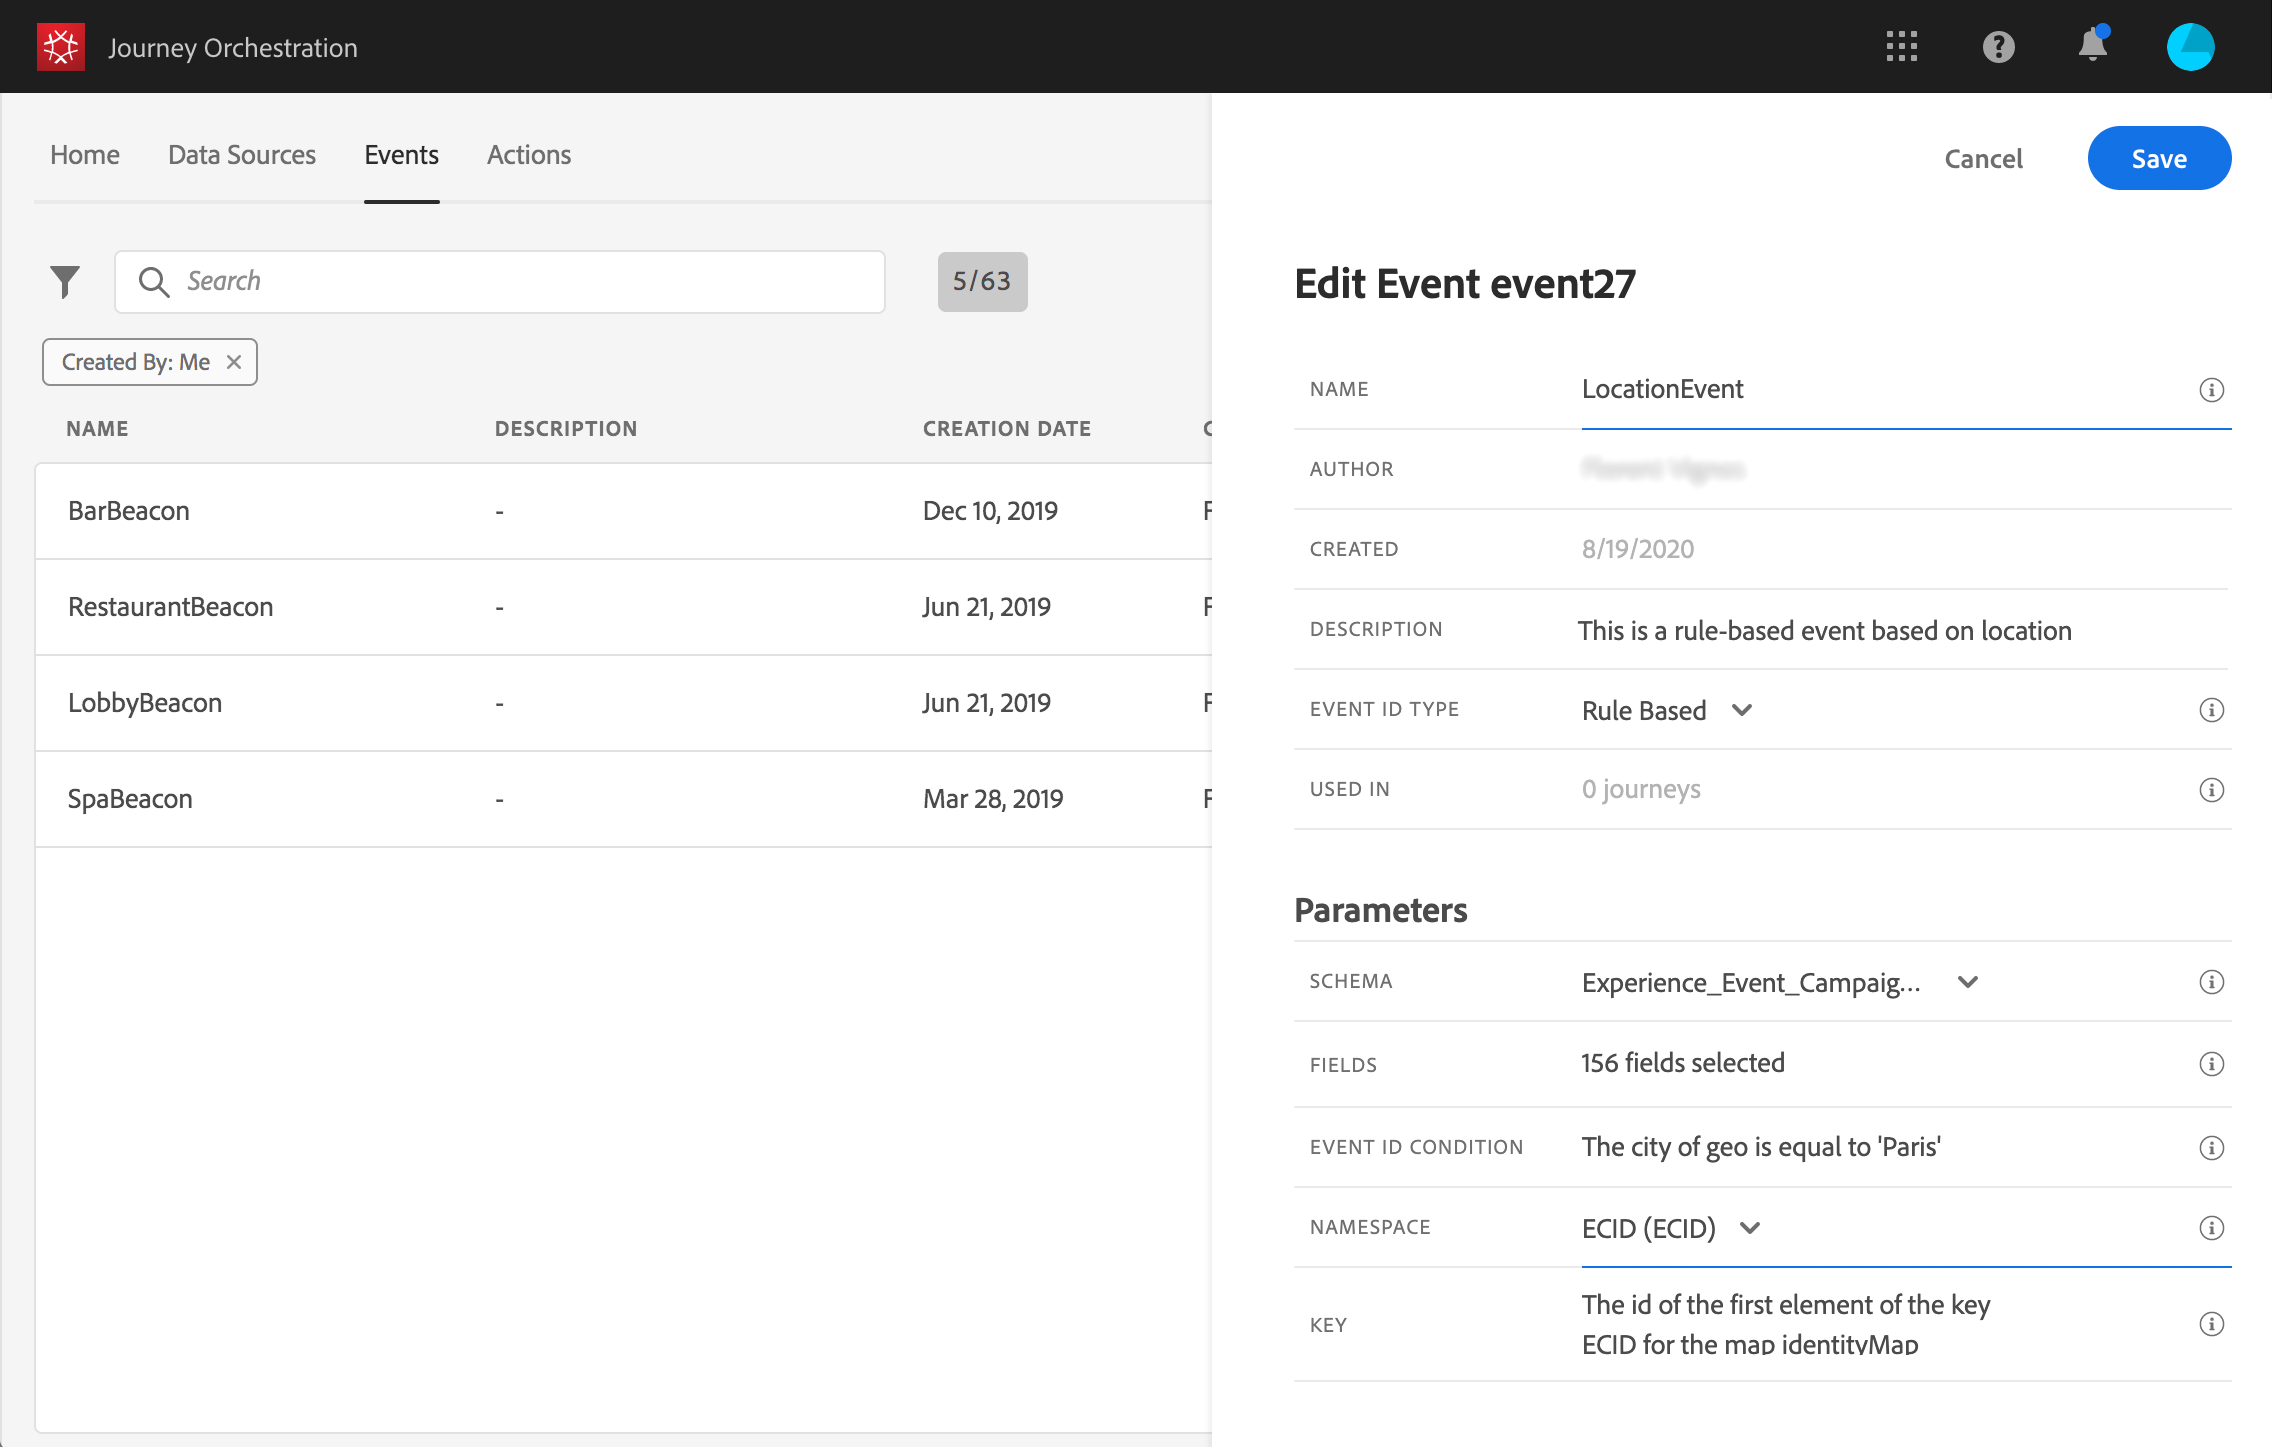 Journey Orchestration
Home Data Sources Events Actions
Search
5/63
Created By: Me
NAME DESCRIPTION CREATION DATE
BarBeacon - Dec 10, 2019
RestaurantBeacon - Jun 21, 2019
LobbyBeacon - Jun 21, 2019
SpaBeacon - Mar 28, 2019
Cancel Save
Edit Event event27
NAME LocationEvent
AUTHOR
CREATED 8/19/2020
DESCRIPTION This is a rule-based event based on location
EVENT ID TYPE Rule Based
USED IN 0 journeys
Parameters
SCHEMA Experience_Event_Campaig...
FIELDS 156 fields selected
EVENT ID CONDITION The city of geo is equal to 'Paris'
NAMESPACE ECID (ECID)
KEY The id of the first element of the key
ECID for the map identityMap